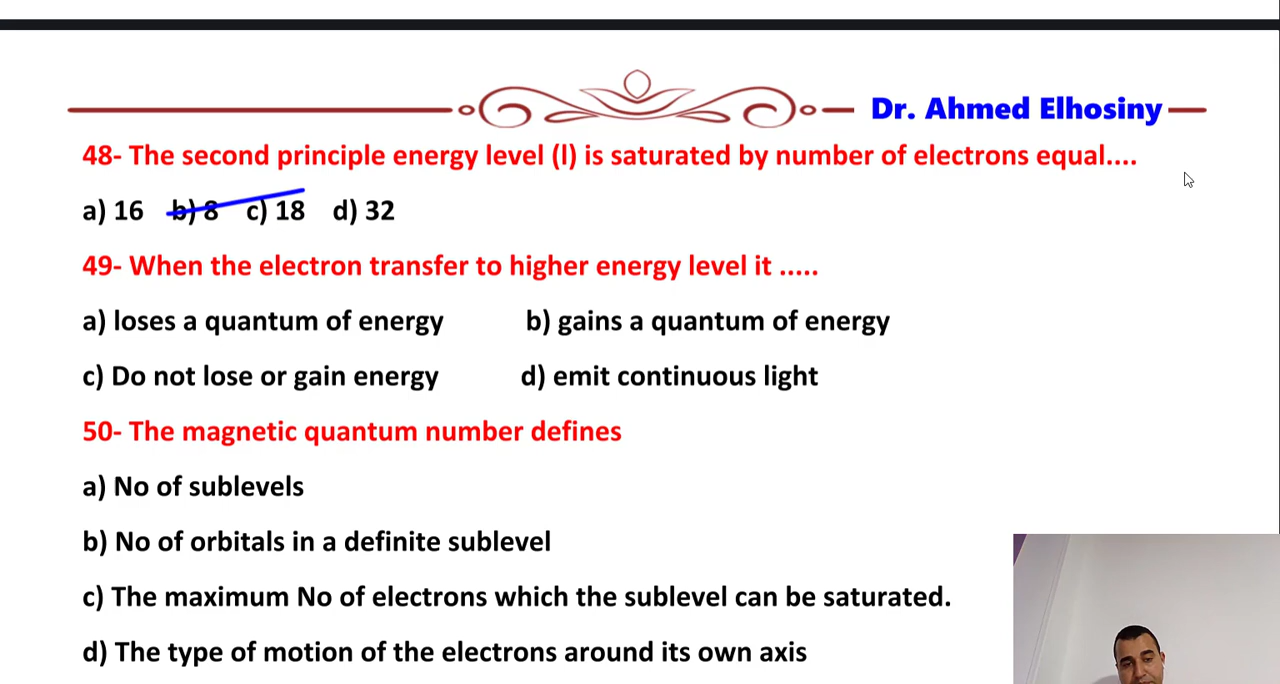 Dr. Ahmed Elhosiny
48- The second principle energy level (l) is saturated by number of electrons equal....
a) 16 b) 8 c) 18 d) 32
49- When the electron transfer to higher energy level it .....
a) loses a quantum of energy b) gains a quantum of energy
c) Do not lose or gain energy d) emit continuous light
50- The magnetic quantum number defines
a) No of sublevels
b) No of orbitals in a definite sublevel
c) The maximum No of electrons which the sublevel can be saturated.
d) The type of motion of the electrons around its own axis